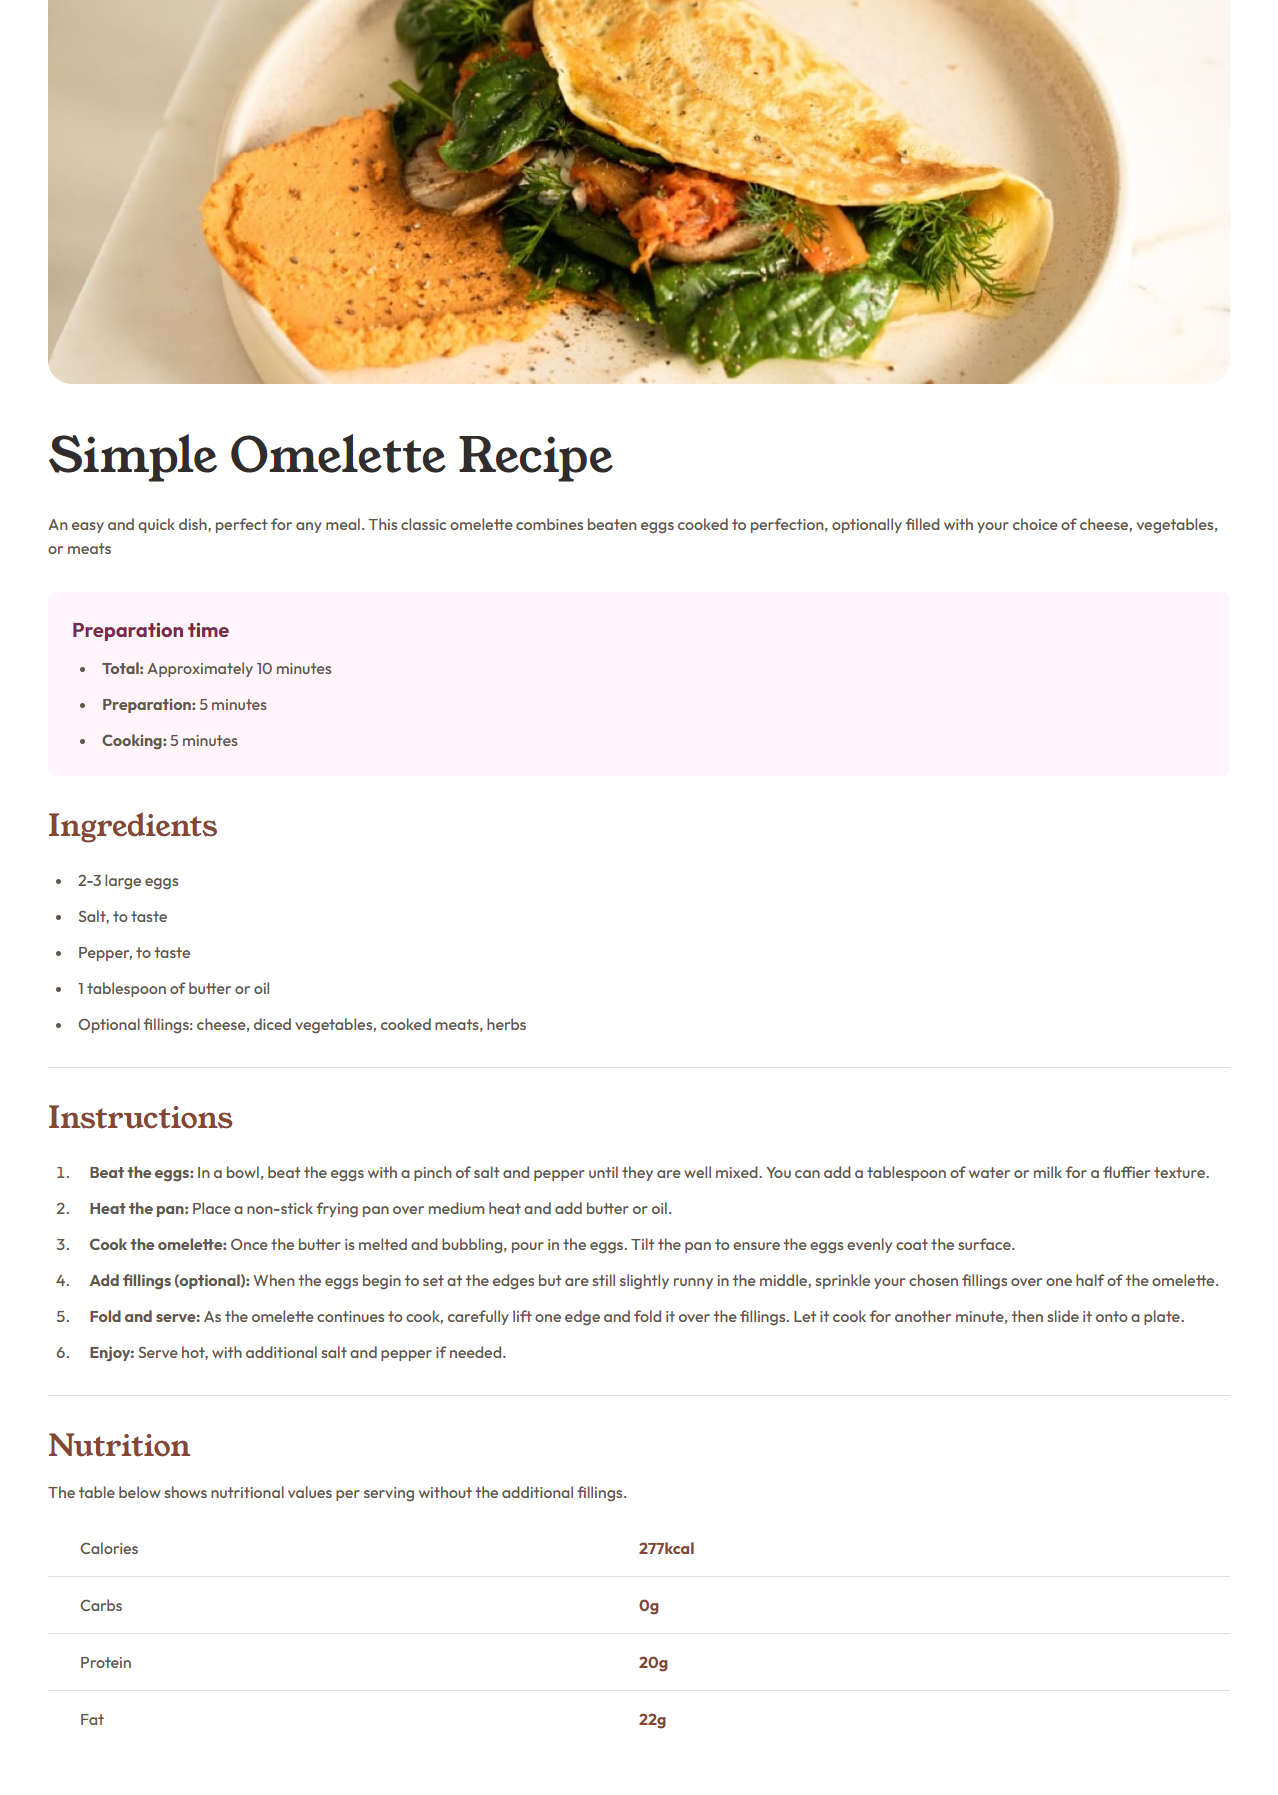 Simple Omelette Recipe
An easy and quick dish, perfect for any meal. This classic omelette combines beaten eggs cooked to perfection, optionally filled with your choice of cheese, vegetables,
or meats
Preparation time
• Total: Approximately 10 minutes
• Preparation: 5 minutes
• Cooking: 5 minutes
Ingredients
• 2-3 large eggs
• Salt, to taste
• Pepper, to taste
• 1 tablespoon of butter or oil
• Optional fillings: cheese, diced vegetables, cooked meats, herbs
Instructions
1. Beat the eggs: In a bowl, beat the eggs with a pinch of salt and pepper until they are well mixed. You can add a tablespoon of water or milk for a fluffier texture.
2. Heat the pan: Place a non-stick frying pan over medium heat and add butter or oil.
3. Cook the omelette: Once the butter is melted and bubbling, pour in the eggs. Tilt the pan to ensure the eggs evenly coat the surface.
4. Add fillings (optional): When the eggs begin to set at the edges but are still slightly runny in the middle, sprinkle your chosen fillings over one half of the omelette.
5. Fold and serve: As the omelette continues to cook, carefully lift one edge and fold it over the fillings. Let it cook for another minute, then slide it onto a plate.
6. Enjoy: Serve hot, with additional salt and pepper if needed.
Nutrition
The table below shows nutritional values per serving without the additional fillings.
Calories 277kcal
Carbs 0g
Protein 20g
Fat 22g